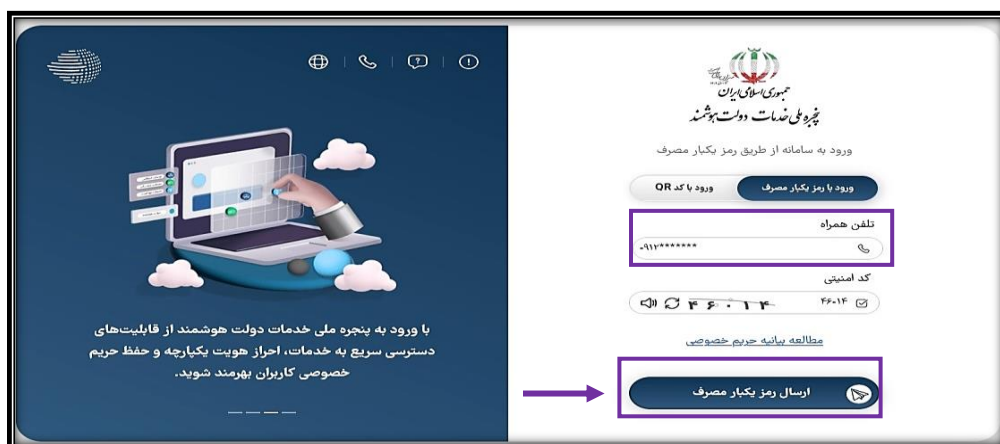 جمهوری اسلامی ایران
پنجره ملی خدمات دولت هوشمند
ورود به سامانه از طریق رمز یکبار مصرف
ورود با رمز یکبار مصرف
ورود با کد QR
تلفن همراه
۰۹۱۲*******
کد امنیتی
۴۶۰۱۴
۴۶۰۱۴
مطالعه بیانیه حریم خصوصی
ارسال رمز یکبار مصرف
با ورود به پنجره ملی خدمات دولت هوشمند از قابلیت‌های
دسترسی سریع به خدمات، احراز هویت یکپارچه و حفظ حریم
خصوصی کاربران بهرمند شوید.